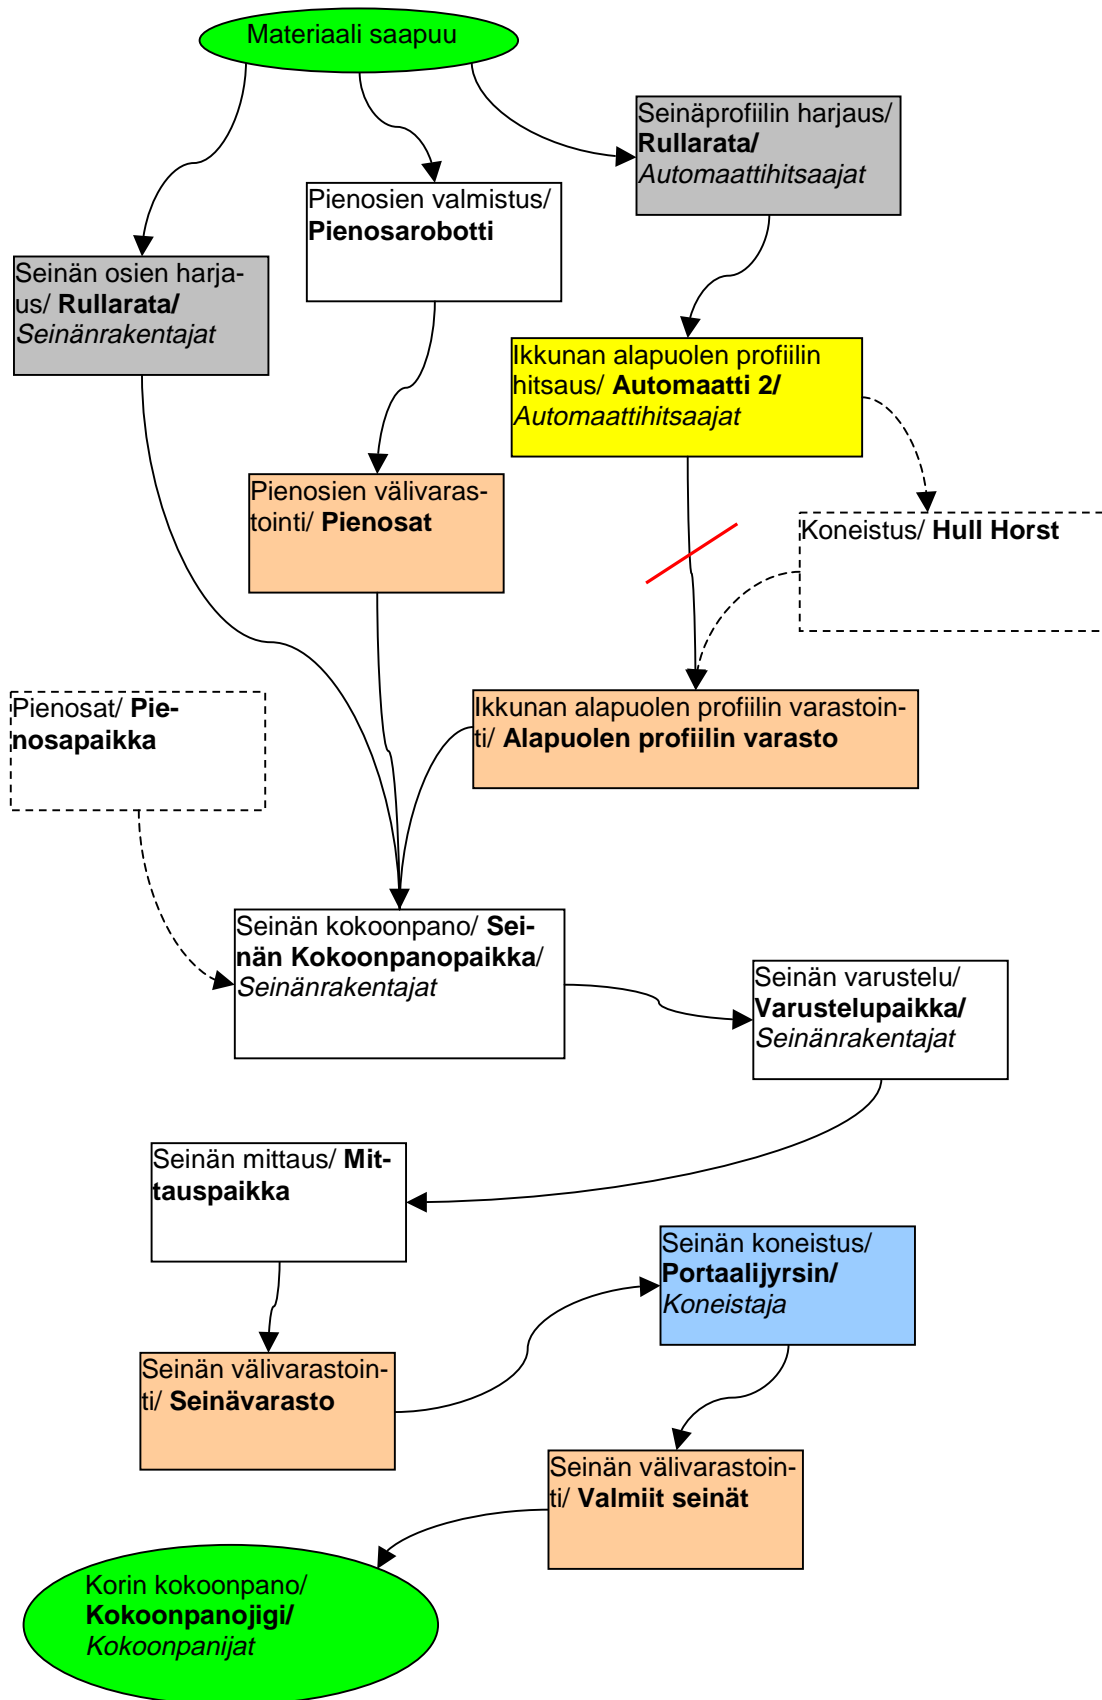 Materiaali saapuu
Seinäprofiilin harjaus/
Rullarata/
Automaattihitsaajat
Pienosien valmistus/
Pienosarobotti
Seinän osien harja-
us/ Rullarata/
Seinänrakentajat
Ikkunan alapuolen profiilin
hitsaus/ Automaatti 2/
Automaattihitsaajat
Pienosien välivaras-
tointi/ Pienosat
Koneistus/ Hull Horst
Pienosat/ Pie-
nosapaikka
Ikkunan alapuolen profiilin varastoin-
ti/ Alapuolen profiilin varasto
Seinän kokoonpano/ Sei-
nän Kokoonpanopaikka/
Seinänrakentajat
Seinän varustelu/
Varustelupaikka/
Seinänrakentajat
Seinän mittaus/ Mit-
tauspaikka
Seinän koneistus/
Portaalijyrsin/
Koneistaja
Seinän välivarastoin-
ti/ Seinävarasto
Seinän välivarastoin-
ti/ Valmiit seinät
Korin kokoonpano/
Kokoonpanojigi/
Kokoonpanijat